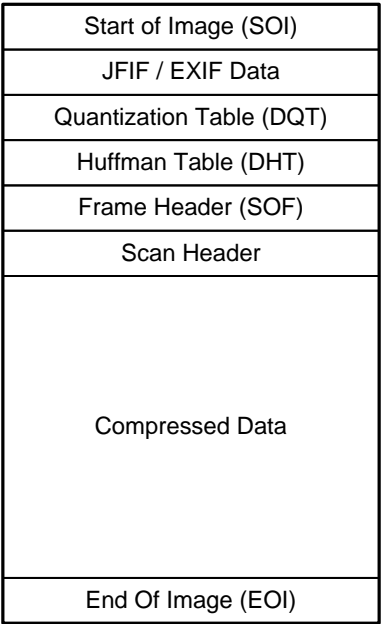 Start of Image (SOI)
JFIF / EXIF Data
Quantization Table (DQT)
Huffman Table (DHT)
Frame Header (SOF)
Scan Header
Compressed Data
End Of Image (EOI)